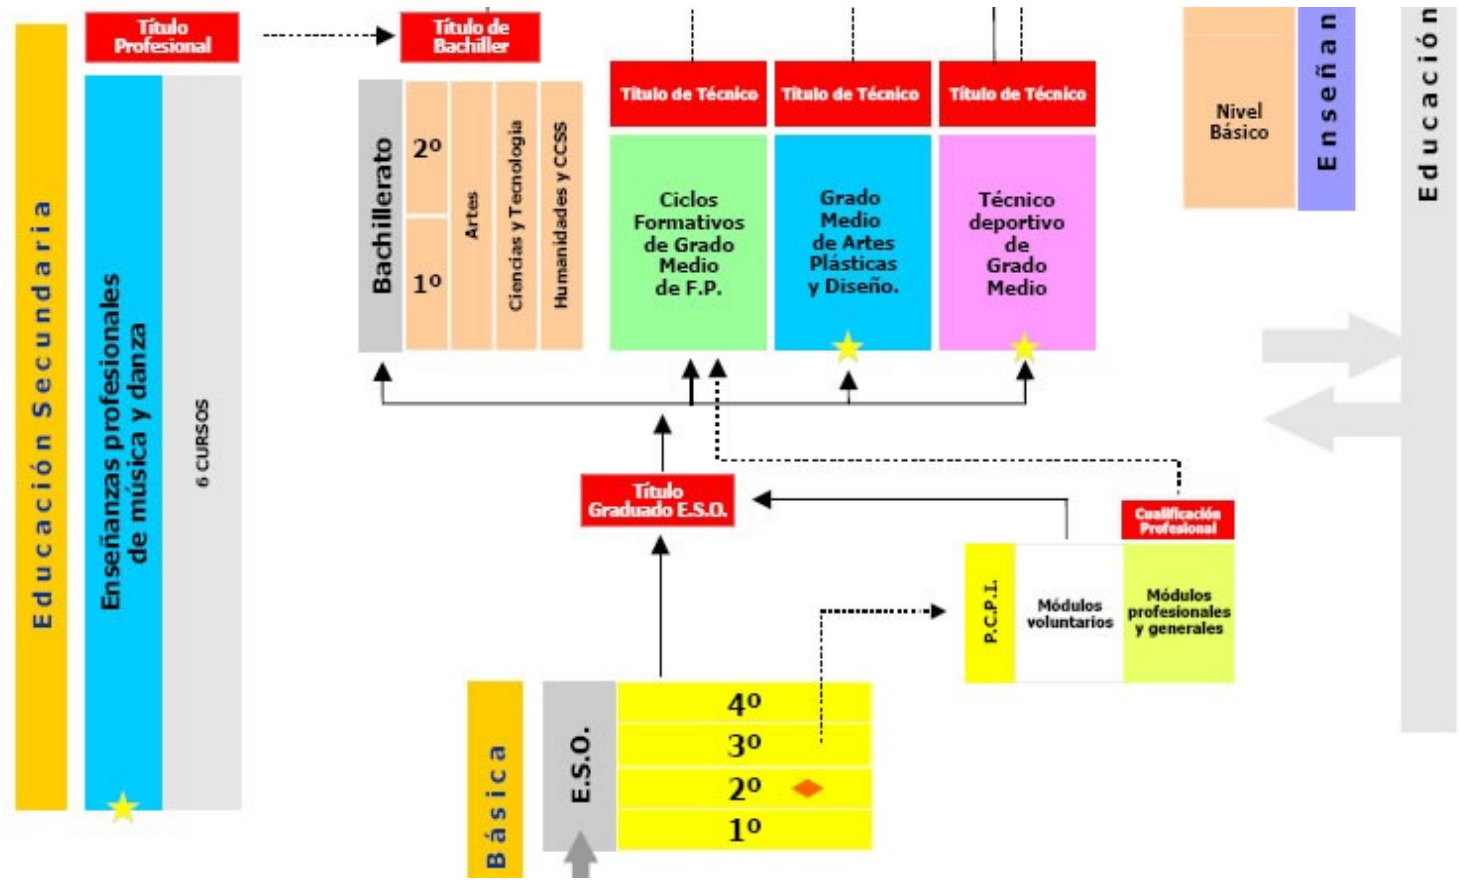 Título
Profesional
Título de
Bachiller
Educación Secundaria
Enseñanzas profesionales
de música y danza
6 CURSOS
Bachillerato
2º
1º
Artes
Ciencias y Tecnología
Humanidades y CCSS
Título de Técnico
Ciclos
Formativos
de Grado
Medio
de F.P.
Título de Técnico
Grado
Medio
de Artes
Plásticas
y Diseño.
Título de Técnico
Técnico
deportivo
de
Grado
Medio
Nivel
Básico
Enseñan
Educación
Título
Graduado E.S.O.
Cualificación
Profesional
P.C.P.I.
Módulos
voluntarios
Módulos
profesionales
y generales
Básica
E.S.O.
4º
3º
2º
1º